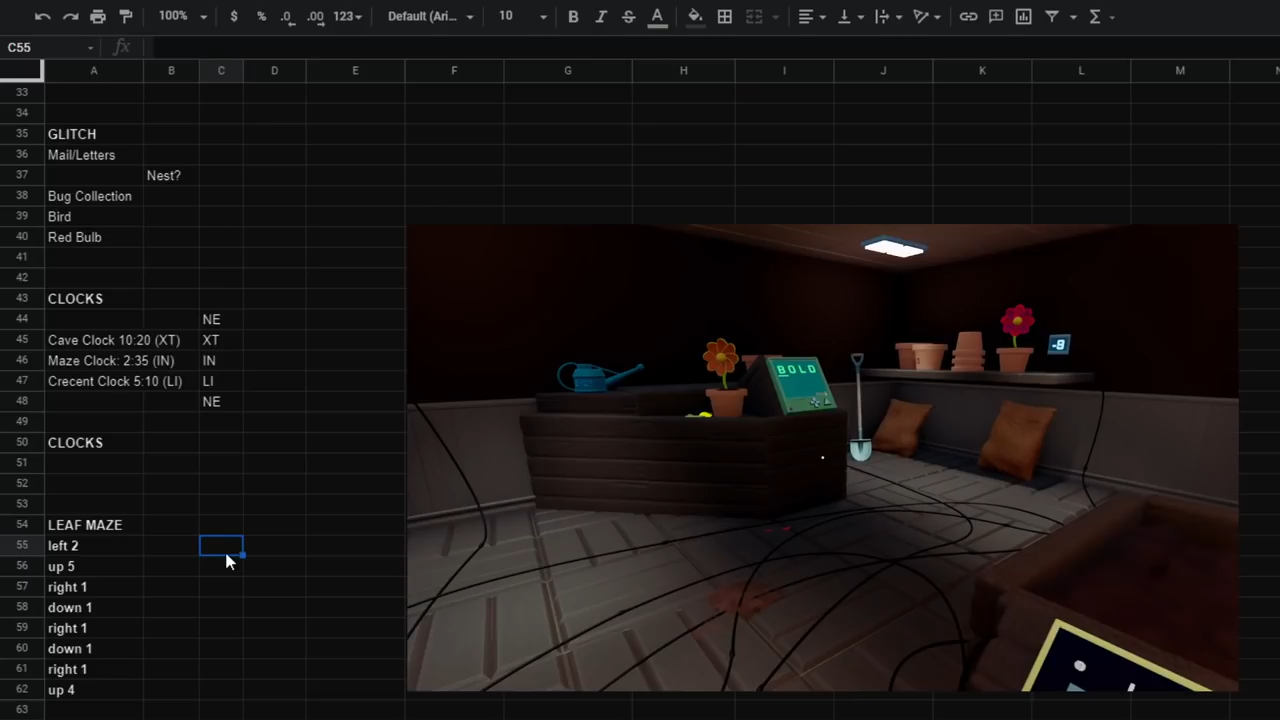 100% $ % .0 .00 123 Default (Ari... 10 B I S A
C55 fx
A B C D E F G H I J K L M
33
34
35 GLITCH
36 Mail/Letters
37 Nest?
38 Bug Collection
39 Bird
40 Red Bulb
41
42
43 CLOCKS
44 NE
45 Cave Clock 10:20 (XT) XT
46 Maze Clock: 2:35 (IN) IN
47 Crecent Clock 5:10 (LI) LI
48 NE
49
50 CLOCKS
51
52
53
54 LEAF MAZE
55 left 2
56 up 5
57 right 1
58 down 1
59 right 1
60 down 1
61 right 1
62 up 4
63
BOLD
-8